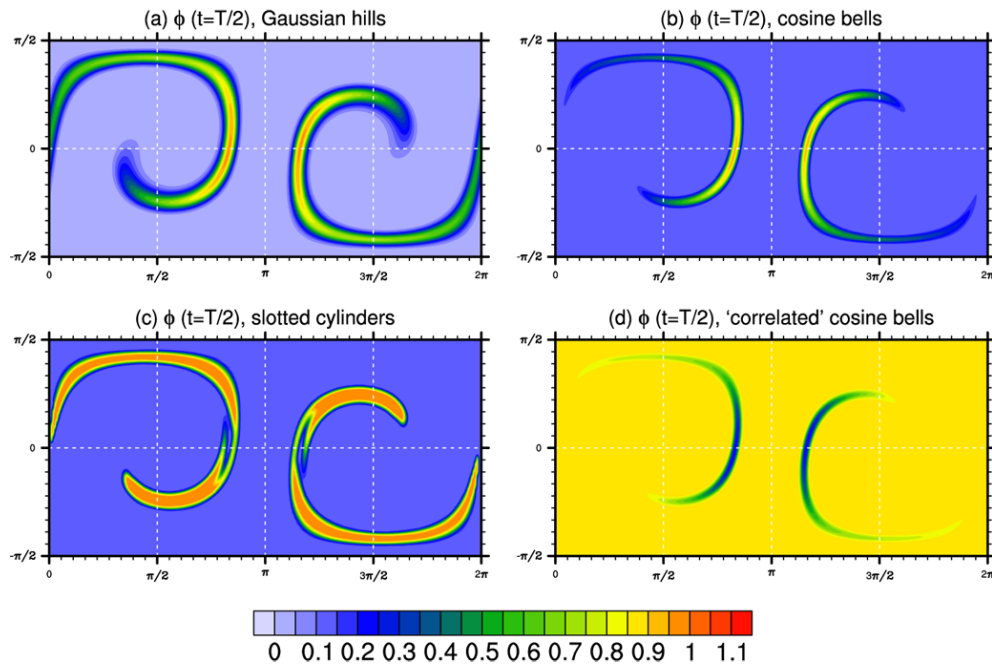 (a) ϕ (t=T/2), Gaussian hills
(b) ϕ (t=T/2), cosine bells
π/2
0
-π/2
0 π/2 π 3π/2 2π
π/2
0
-π/2
0 π/2 π 3π/2 2π
(c) ϕ (t=T/2), slotted cylinders
(d) ϕ (t=T/2), ‘correlated’ cosine bells
π/2
0
-π/2
0 π/2 π 3π/2 2π
π/2
0
-π/2
0 π/2 π 3π/2 2π
0 0.1 0.2 0.3 0.4 0.5 0.6 0.7 0.8 0.9 1 1.1